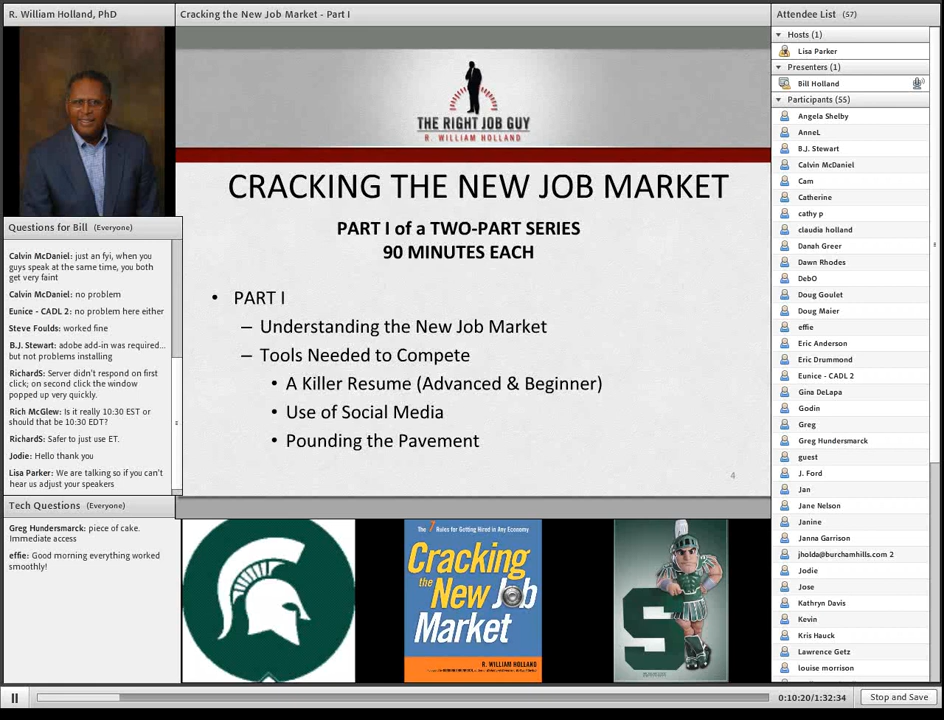 R. William Holland, PhD
Cracking the New Job Market - Part I
Attendee List (57)
Questions for Bill (Everyone)
Calvin McDaniel: just an fyi, when you
guys speak at the same time, you both
get very faint
Calvin McDaniel: no problem
Eunice - CADL 2: no problem here either
Steve Foulds: worked fine
B.J. Stewart: adobe add-in was required...
but not problems installing
RichardS: Server didn't respond on first
click; on second click the window
popped up very quickly.
Rich McGlew: Is it really 10:30 EST or
should that be 10:30 EDT?
RichardS: Safer to just use ET.
Jodie: Hello thank you
Lisa Parker: We are talking so if you can't
hear us adjust your speakers
Tech Questions (Everyone)
Greg Hundersmarck: piece of cake.
Immediate access
effie: Good morning everything worked
smoothly!
THE RIGHT JOB GUY
R. WILLIAM HOLLAND
CRACKING THE NEW JOB MARKET
PART I of a TWO-PART SERIES
90 MINUTES EACH
• PART I
– Understanding the New Job Market
– Tools Needed to Compete
• A Killer Resume (Advanced & Beginner)
• Use of Social Media
• Pounding the Pavement
4
The 7 Rules for Getting Hired in Any Economy
Cracking
the New Job
Market
R. WILLIAM HOLLAND
S
Hosts (1)
Lisa Parker
Presenters (1)
Bill Holland
Participants (55)
Angela Shelby
AnneL
B.J. Stewart
Calvin McDaniel
Cam
Catherine
cathy p
claudia holland
Danah Greer
Dawn Rhodes
DebO
Doug Goulet
Doug Maier
effie
Eric Anderson
Eric Drummond
Eunice - CADL 2
Gina DeLapa
Godin
Greg
Greg Hundersmarck
guest
J. Ford
Jan
Jane Nelson
Janine
Janna Garrison
jholda@burchamhills.com 2
Jodie
Jose
Kathryn Davis
Kevin
Kris Hauck
Lawrence Getz
louise morrison
0:10:20/1:32:34
Stop and Save